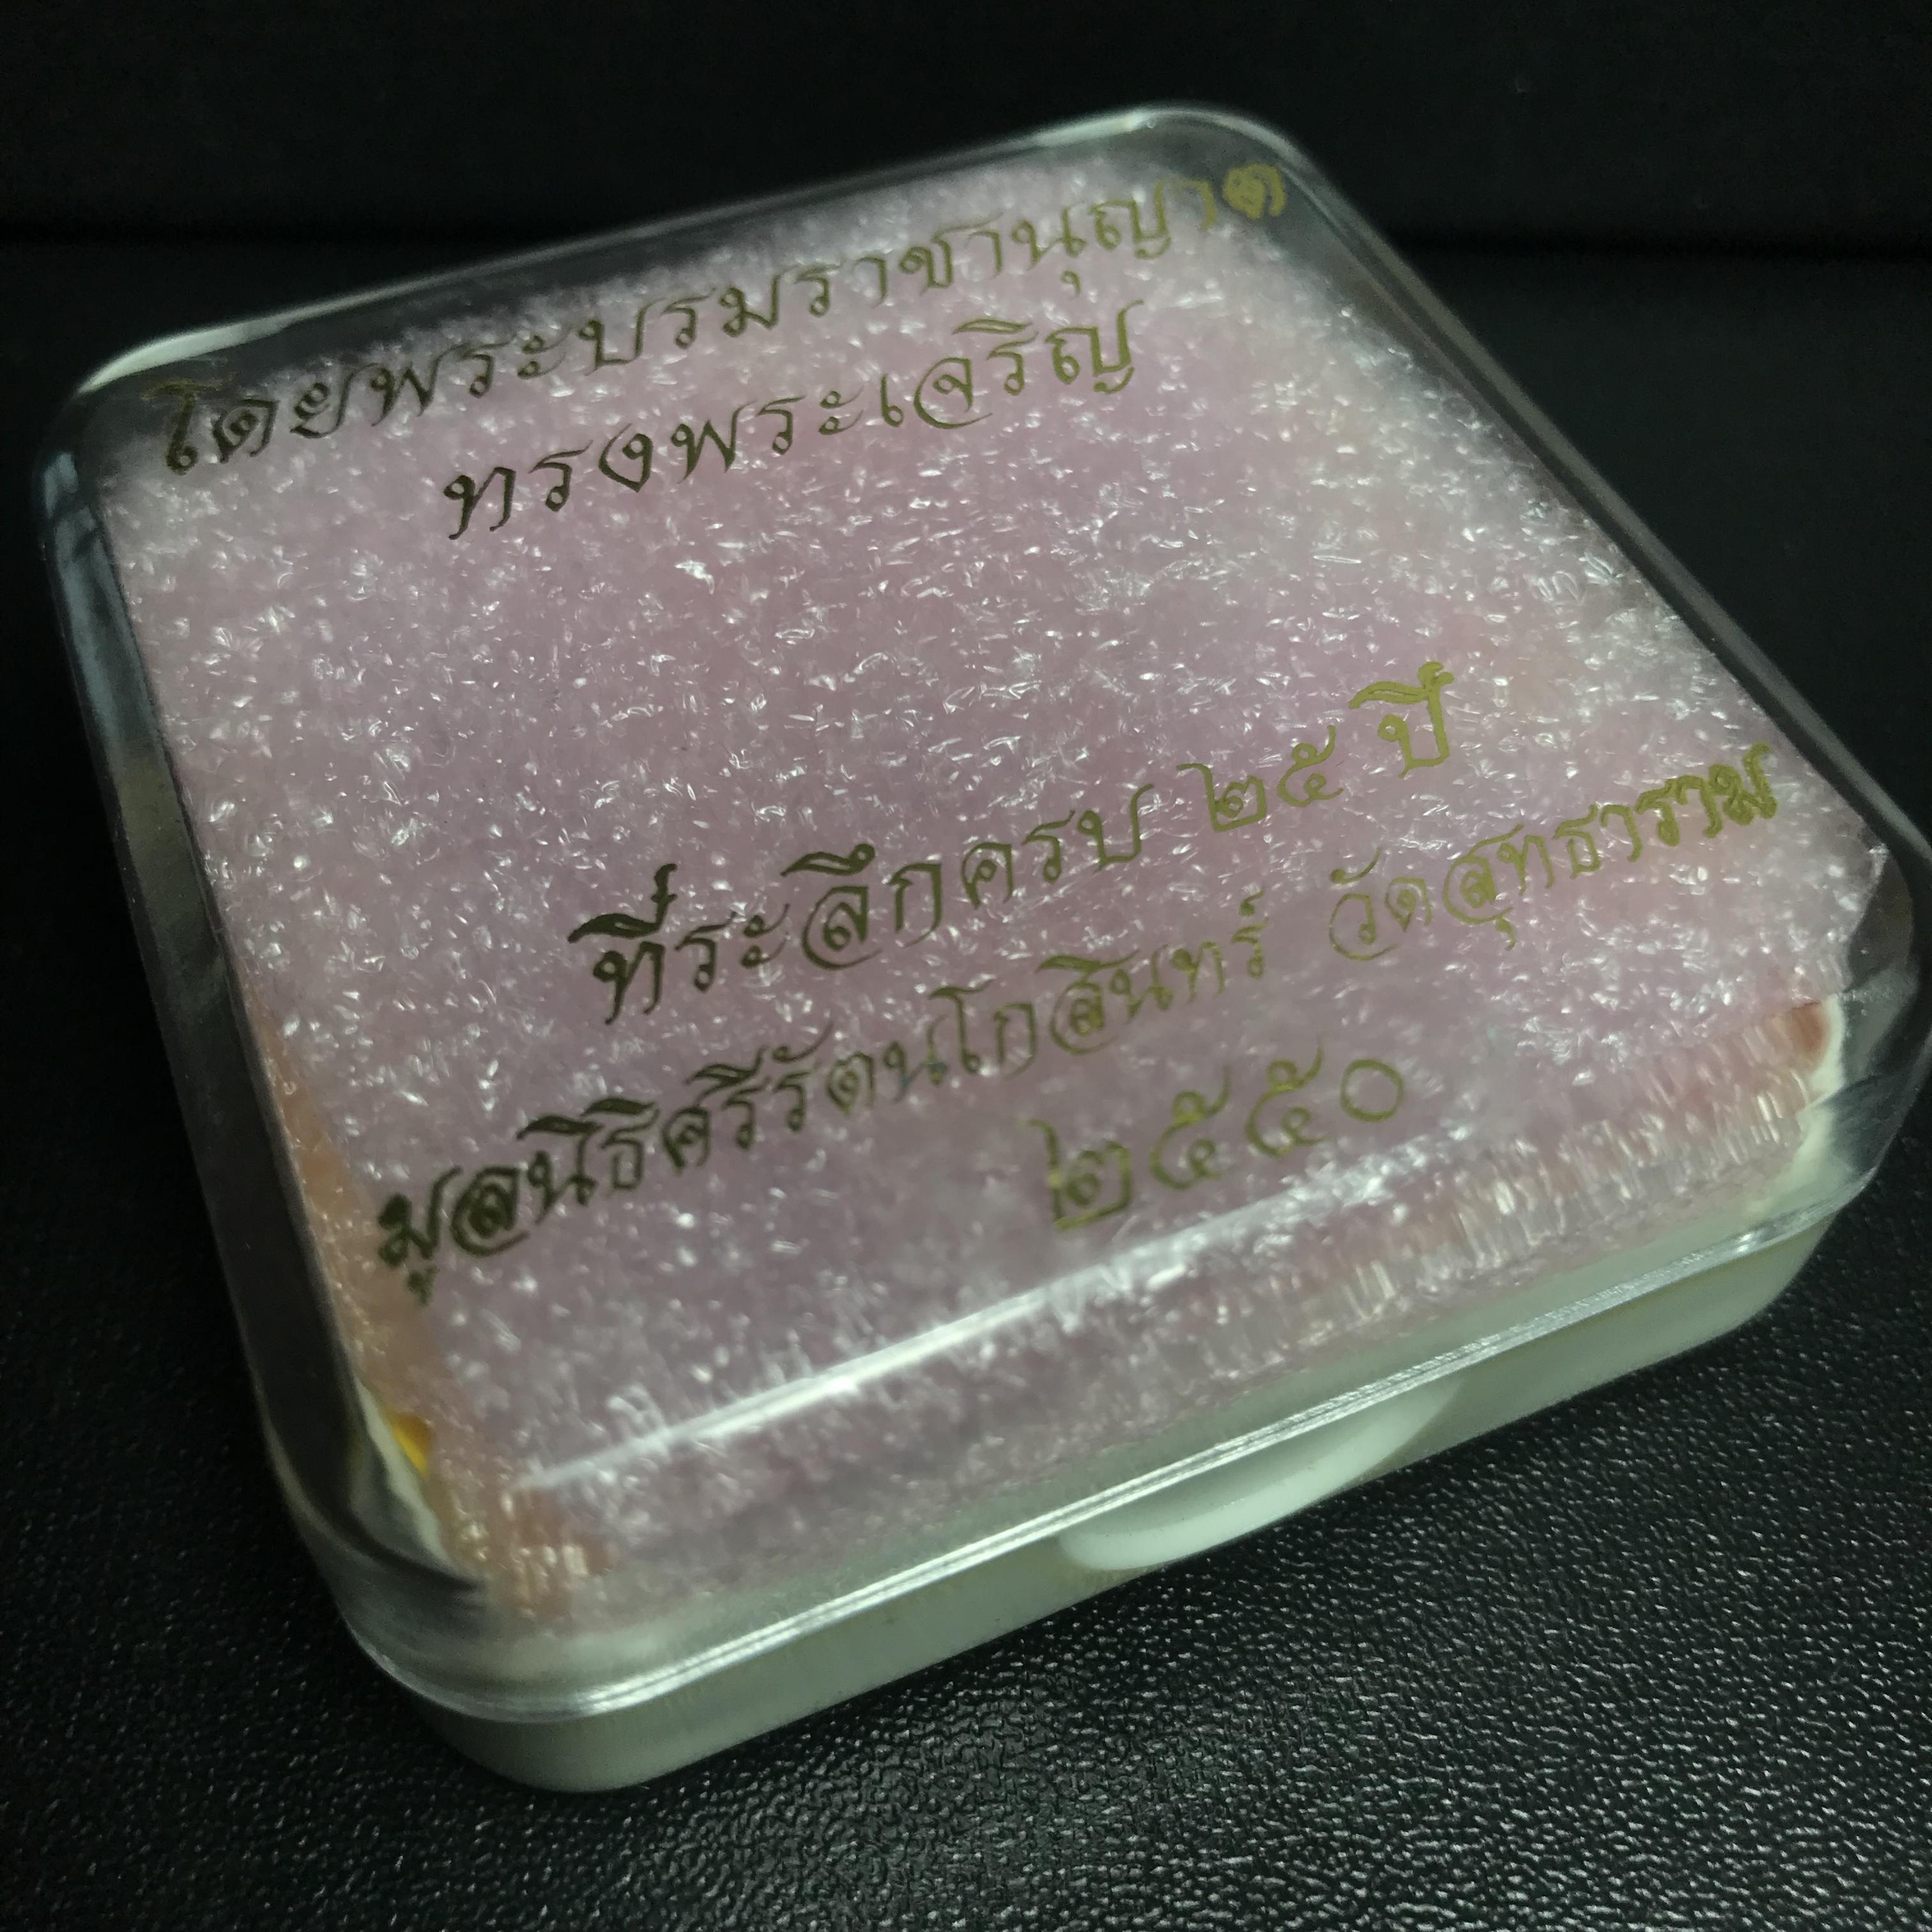 โดยพระบรมราชานุญาต
ทรงพระเจริญ
ที่ระลึกครบ ๒๕ ปี
มูลนิธิศรีรัตนโกสินทร์ วัดสุทธาราม
๒๕๕๐